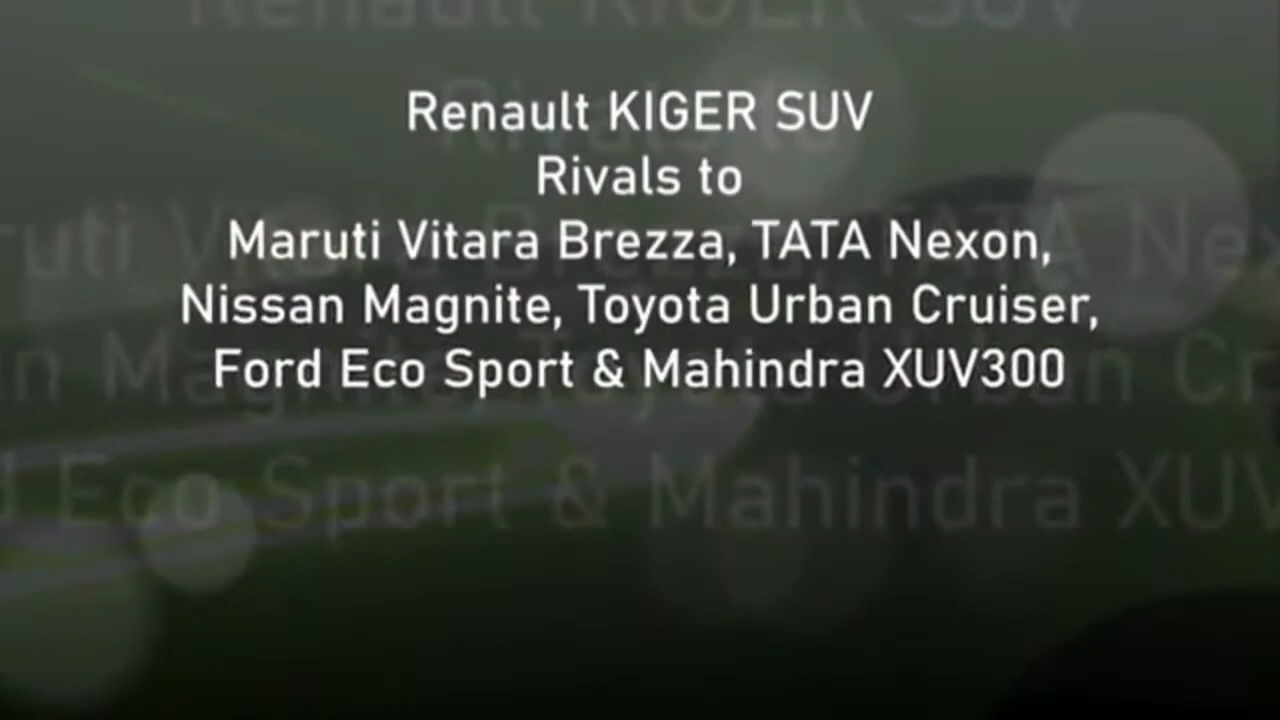 Renault KIGER SUV
Rivals to
Maruti Vitara Brezza, TATA Nexon,
Nissan Magnite, Toyota Urban Cruiser,
Ford Eco Sport & Mahindra XUV300